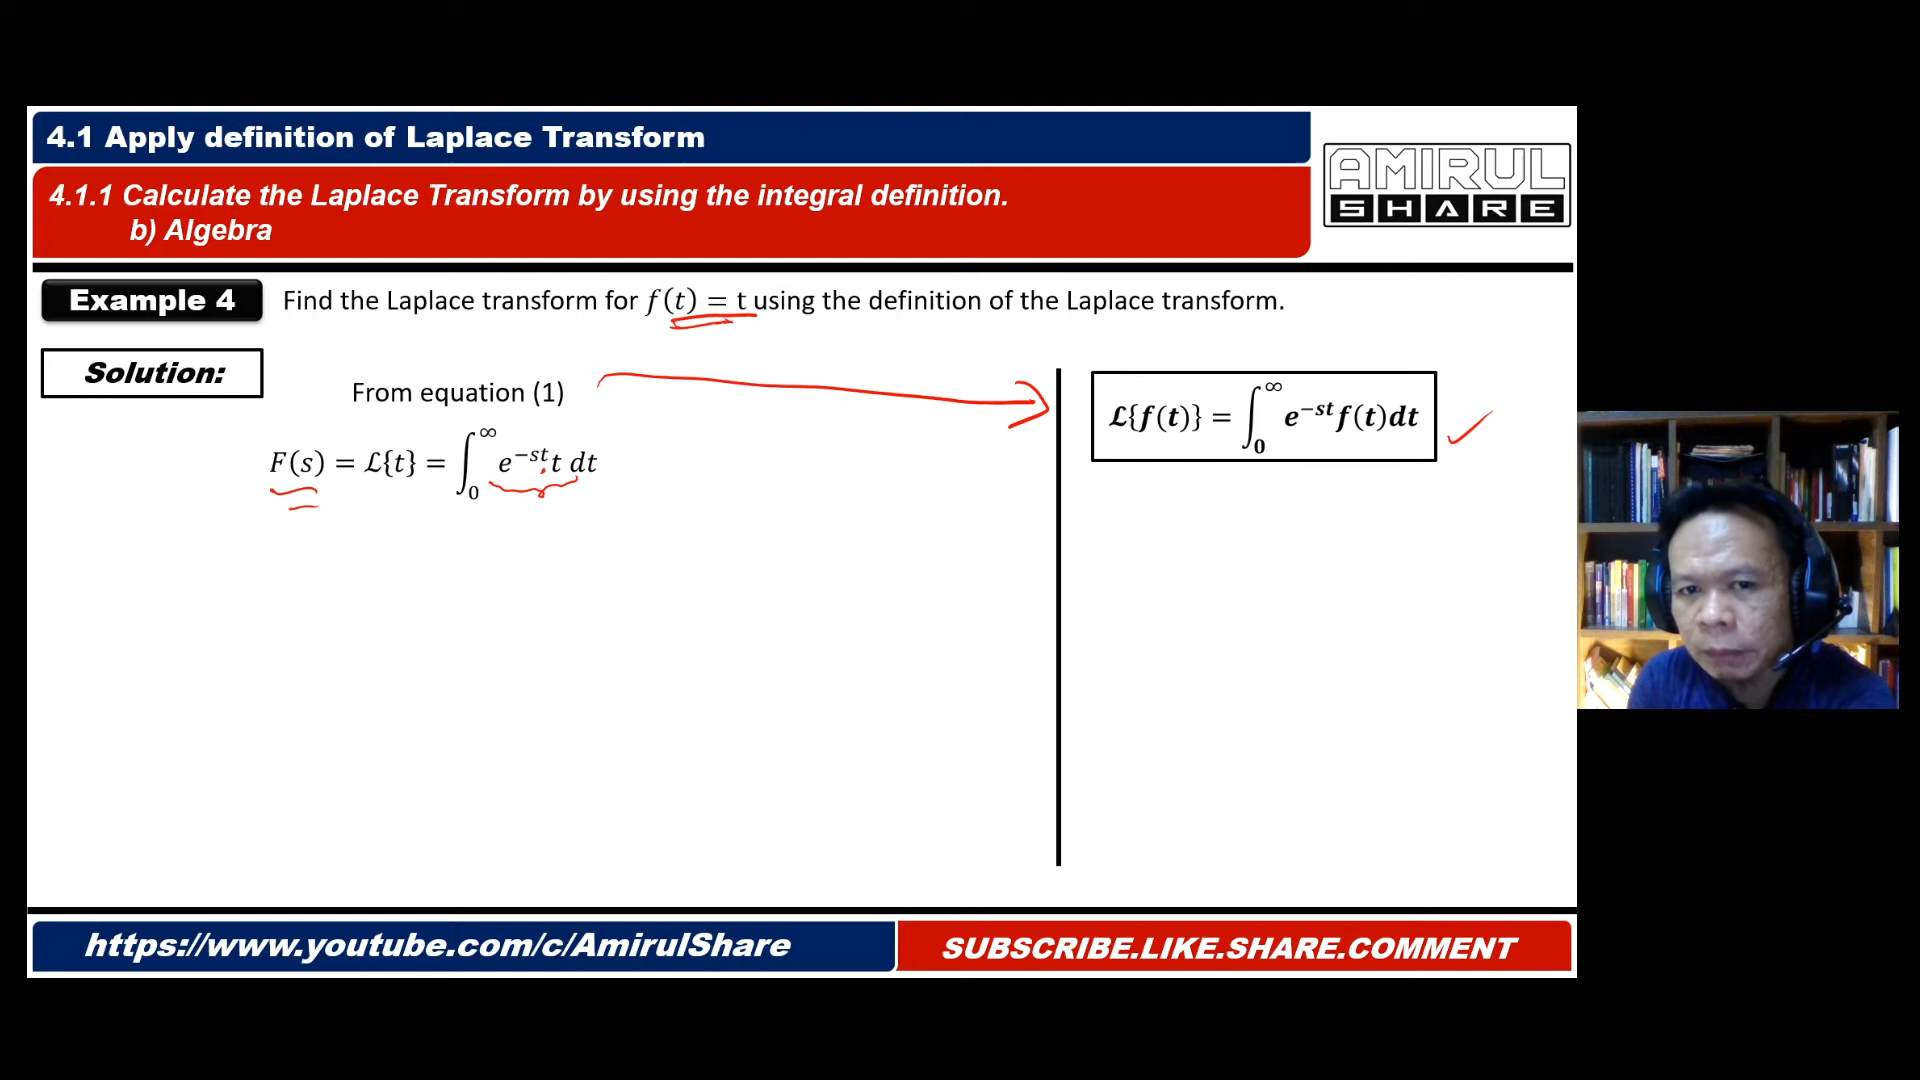 4.1 Apply definition of Laplace Transform
4.1.1 Calculate the Laplace Transform by using the integral definition.
b) Algebra
AMIRUL
SHARE
Example 4 Find the Laplace transform for f(t) = t using the definition of the Laplace transform.
Solution:
From equation (1)
F(s) = ℒ{t} = ∫₀^∞ e^{−st} t dt
ℒ{f(t)} = ∫₀^∞ e^{−st} f(t)dt
https://www.youtube.com/c/AmirulShare
SUBSCRIBE.LIKE.SHARE.COMMENT